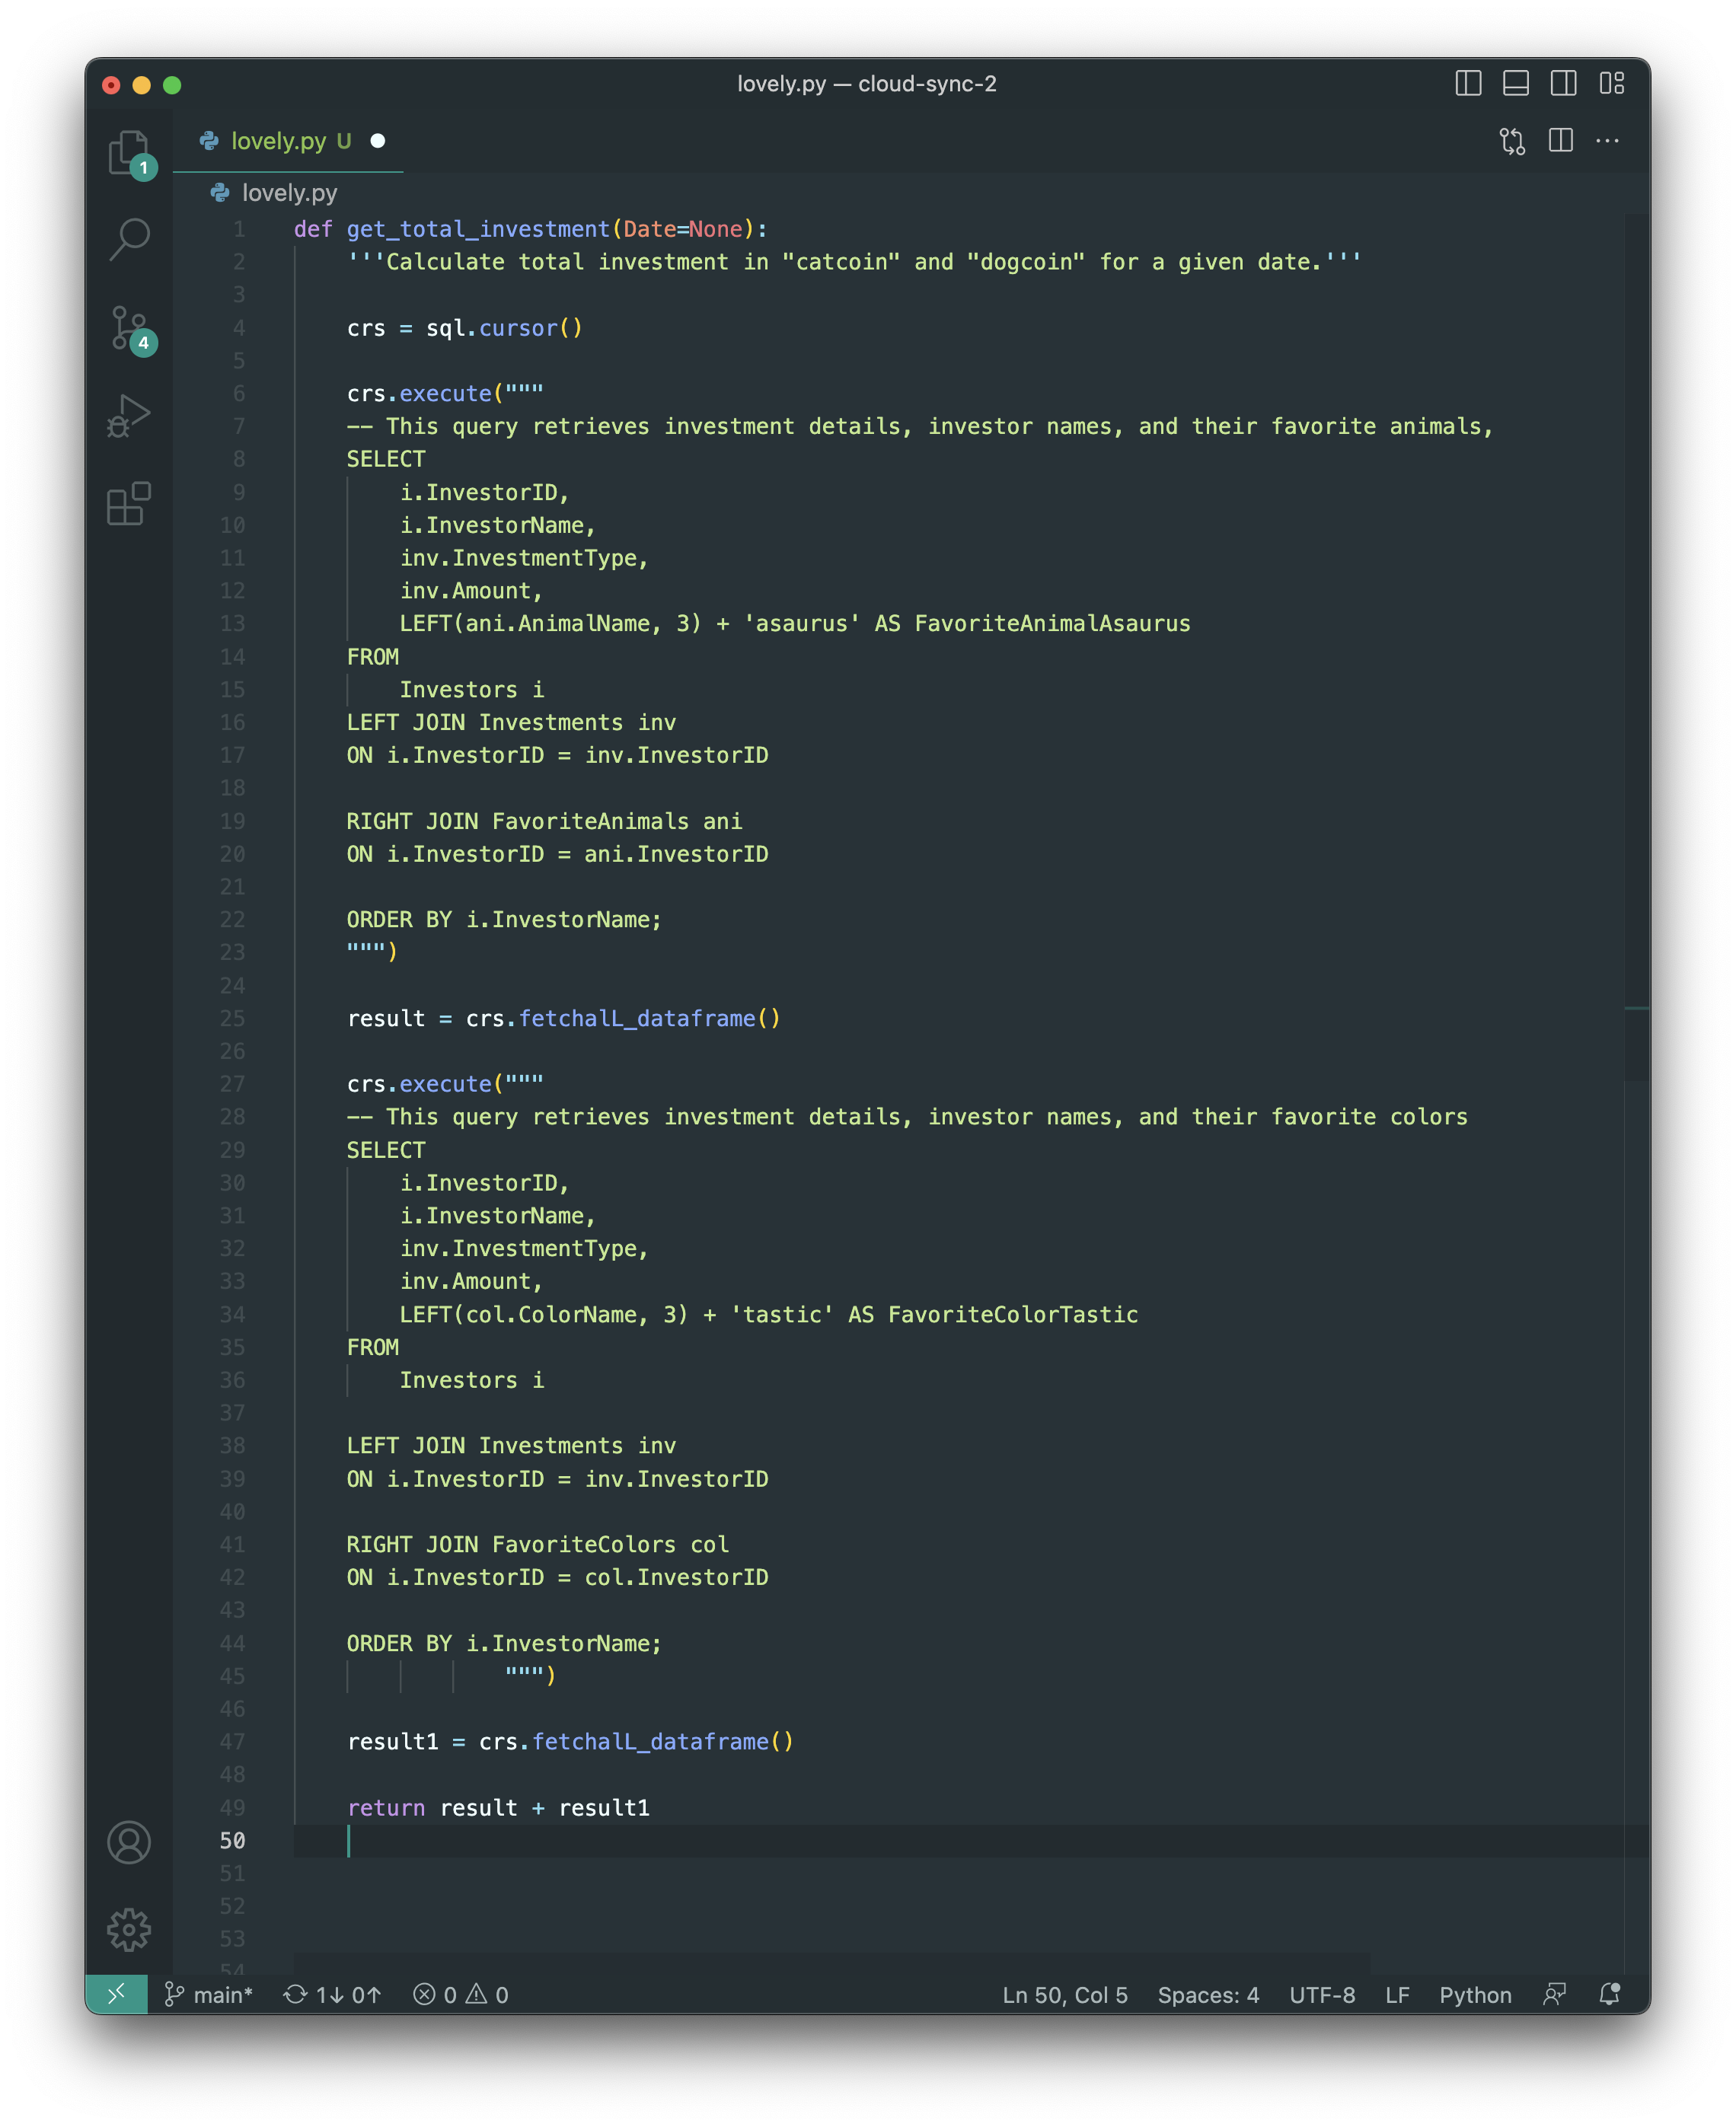 lovely.py — cloud-sync-2
lovely.py U
1
lovely.py
4
1 def get_total_investment(Date=None):
2     '''Calculate total investment in "catcoin" and "dogcoin" for a given date.'''
3
4     crs = sql.cursor()
5
6     crs.execute("""
7     -- This query retrieves investment details, investor names, and their favorite animals,
8     SELECT
9         i.InvestorID,
10         i.InvestorName,
11         inv.InvestmentType,
12         inv.Amount,
13         LEFT(ani.AnimalName, 3) + 'asaurus' AS FavoriteAnimalAsaurus
14     FROM
15         Investors i
16     LEFT JOIN Investments inv
17     ON i.InvestorID = inv.InvestorID
18
19     RIGHT JOIN FavoriteAnimals ani
20     ON i.InvestorID = ani.InvestorID
21
22     ORDER BY i.InvestorName;
23     """)
24
25     result = crs.fetchalL_dataframe()
26
27     crs.execute("""
28     -- This query retrieves investment details, investor names, and their favorite colors
29     SELECT
30         i.InvestorID,
31         i.InvestorName,
32         inv.InvestmentType,
33         inv.Amount,
34         LEFT(col.ColorName, 3) + 'tastic' AS FavoriteColorTastic
35     FROM
36         Investors i
37
38     LEFT JOIN Investments inv
39     ON i.InvestorID = inv.InvestorID
40
41     RIGHT JOIN FavoriteColors col
42     ON i.InvestorID = col.InvestorID
43
44     ORDER BY i.InvestorName;
45                 """)
46
47     result1 = crs.fetchalL_dataframe()
48
49     return result + result1
50
51
52
53
54
main* 1↓ 0↑ 0 0 Ln 50, Col 5 Spaces: 4 UTF-8 LF Python